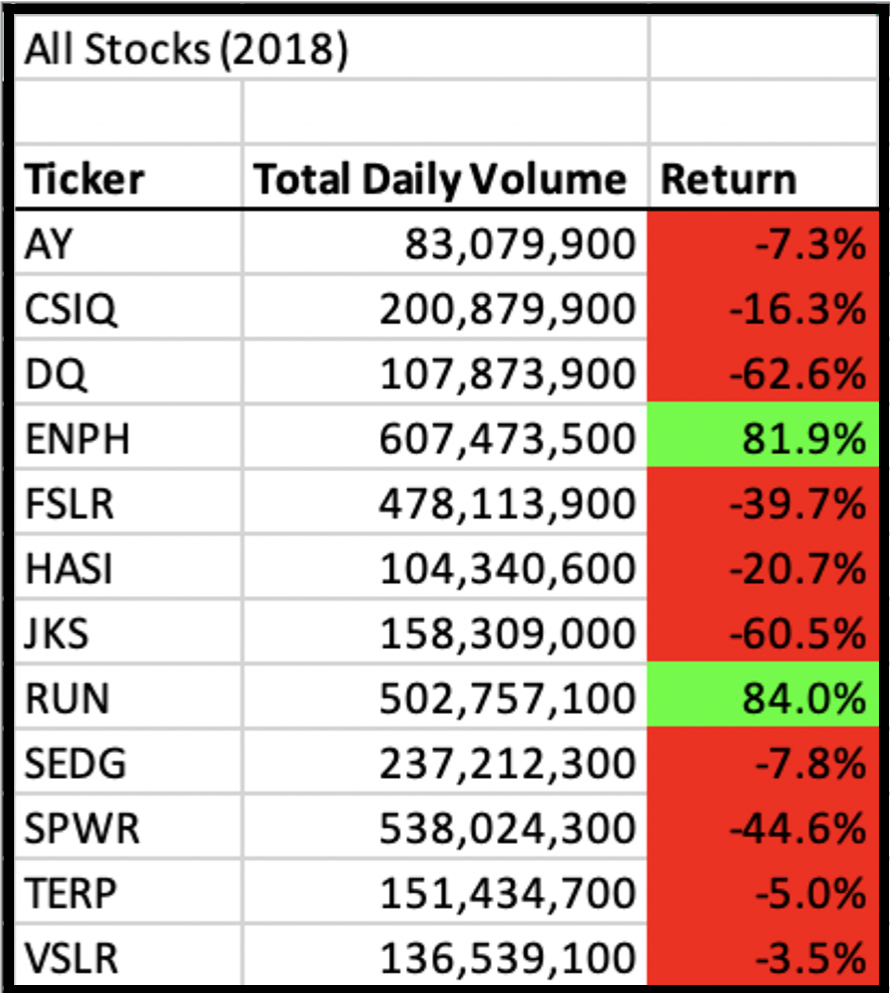 All Stocks (2018)
Ticker Total Daily Volume Return
AY 83,079,900 -7.3%
CSIQ 200,879,900 -16.3%
DQ 107,873,900 -62.6%
ENPH 607,473,500 81.9%
FSLR 478,113,900 -39.7%
HASI 104,340,600 -20.7%
JKS 158,309,000 -60.5%
RUN 502,757,100 84.0%
SEDG 237,212,300 -7.8%
SPWR 538,024,300 -44.6%
TERP 151,434,700 -5.0%
VSLR 136,539,100 -3.5%